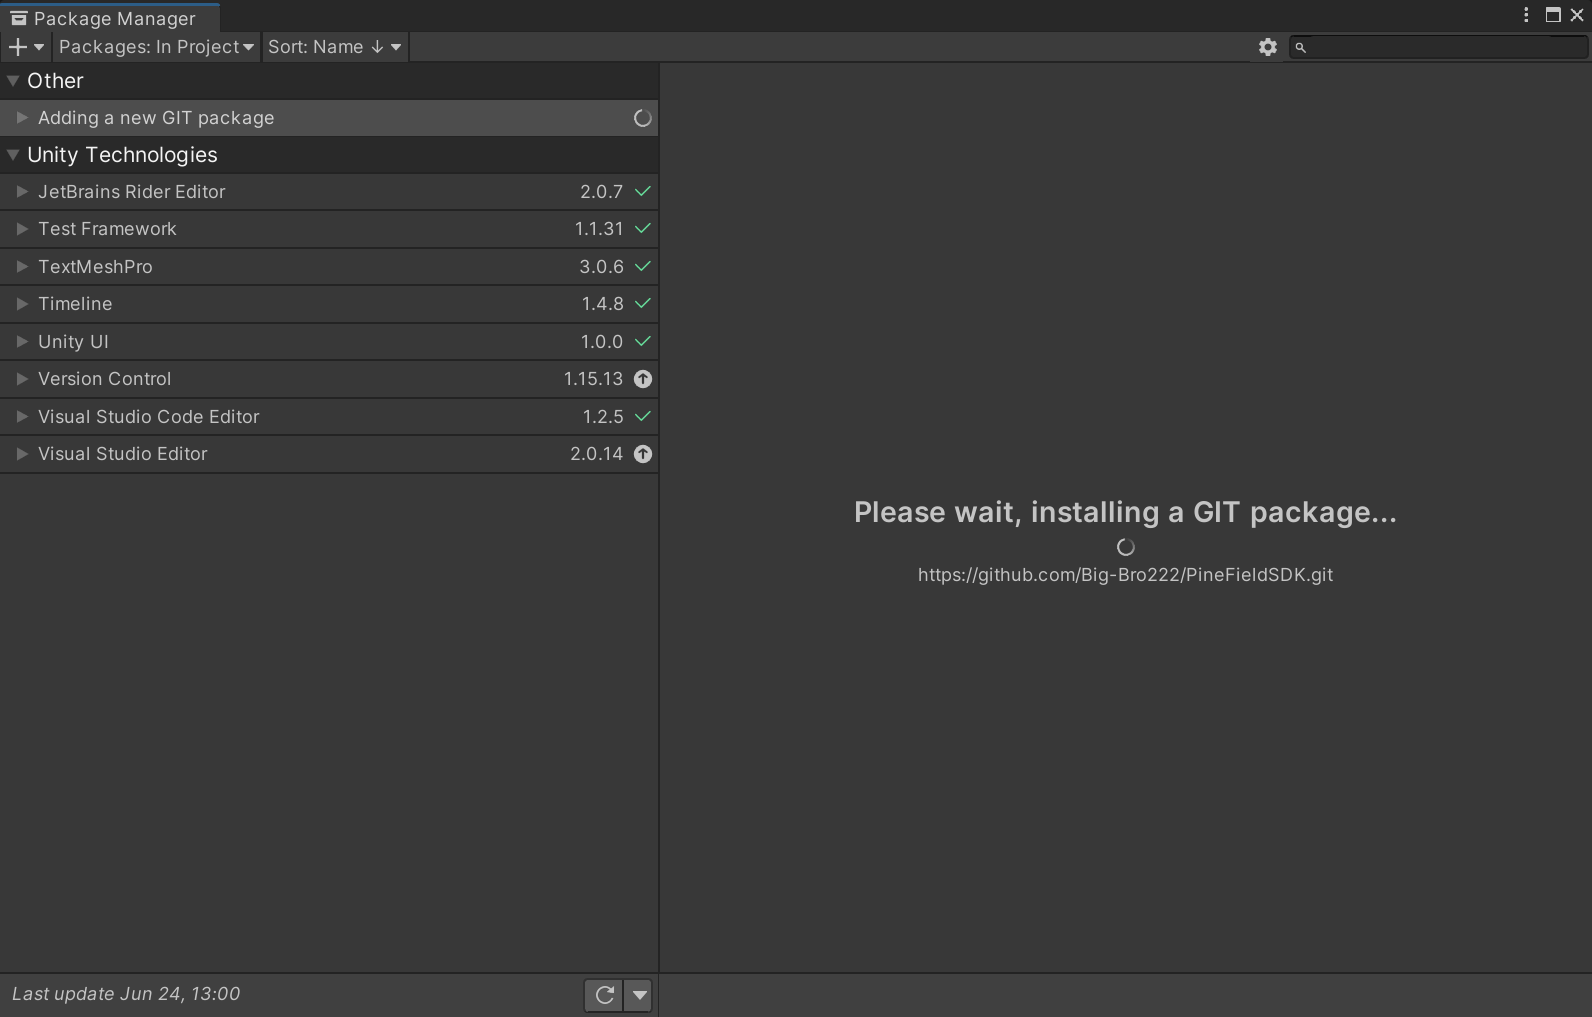 Package Manager
Packages: In Project
Sort: Name ↓
Other
Adding a new GIT package
Unity Technologies
JetBrains Rider Editor 2.0.7
Test Framework 1.1.31
TextMeshPro 3.0.6
Timeline 1.4.8
Unity UI 1.0.0
Version Control 1.15.13
Visual Studio Code Editor 1.2.5
Visual Studio Editor 2.0.14
Please wait, installing a GIT package...
https://github.com/Big-Bro222/PineFieldSDK.git
Last update Jun 24, 13:00